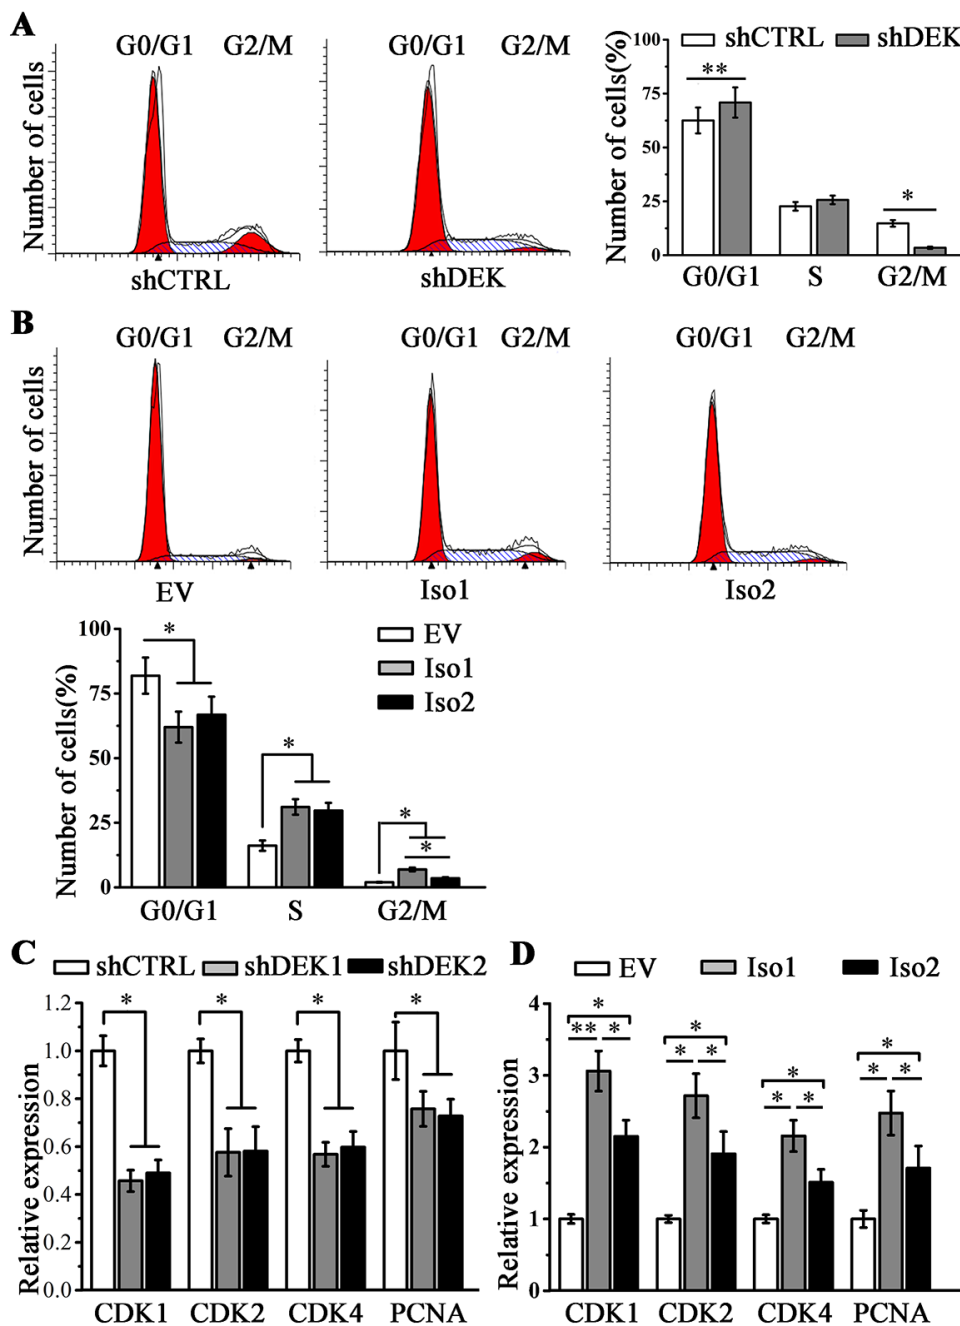 A
G0/G1 G2/M
Number of cells
shCTRL
G0/G1 G2/M
shDEK
shCTRL shDEK
Number of cells(%)
100
75
50
25
0
** *
G0/G1 S G2/M
B
G0/G1 G2/M
Number of cells
EV
G0/G1 G2/M
Iso1
G0/G1 G2/M
Iso2
EV
Iso1
Iso2
Number of cells(%)
100
75
50
25
0
* * * *
G0/G1 S G2/M
C
shCTRL shDEK1 shDEK2
Relative expression
1.2
1.0
0.8
0.6
0.4
0.2
0.0
* * * *
CDK1 CDK2 CDK4 PCNA
D
EV Iso1 Iso2
Relative expression
4
3
2
1
0
* * * *
** * * * * * * *
CDK1 CDK2 CDK4 PCNA